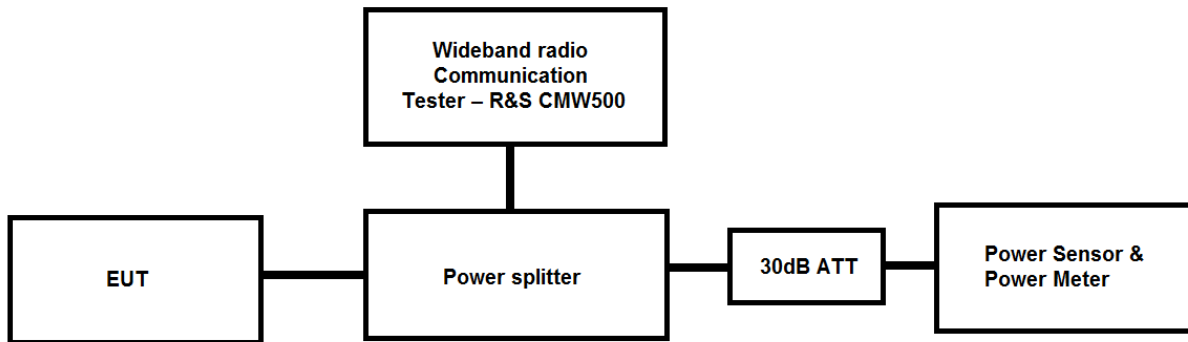 Wideband radio
Communication
Tester – R&S CMW500
EUT
Power splitter
30dB ATT
Power Sensor &
Power Meter